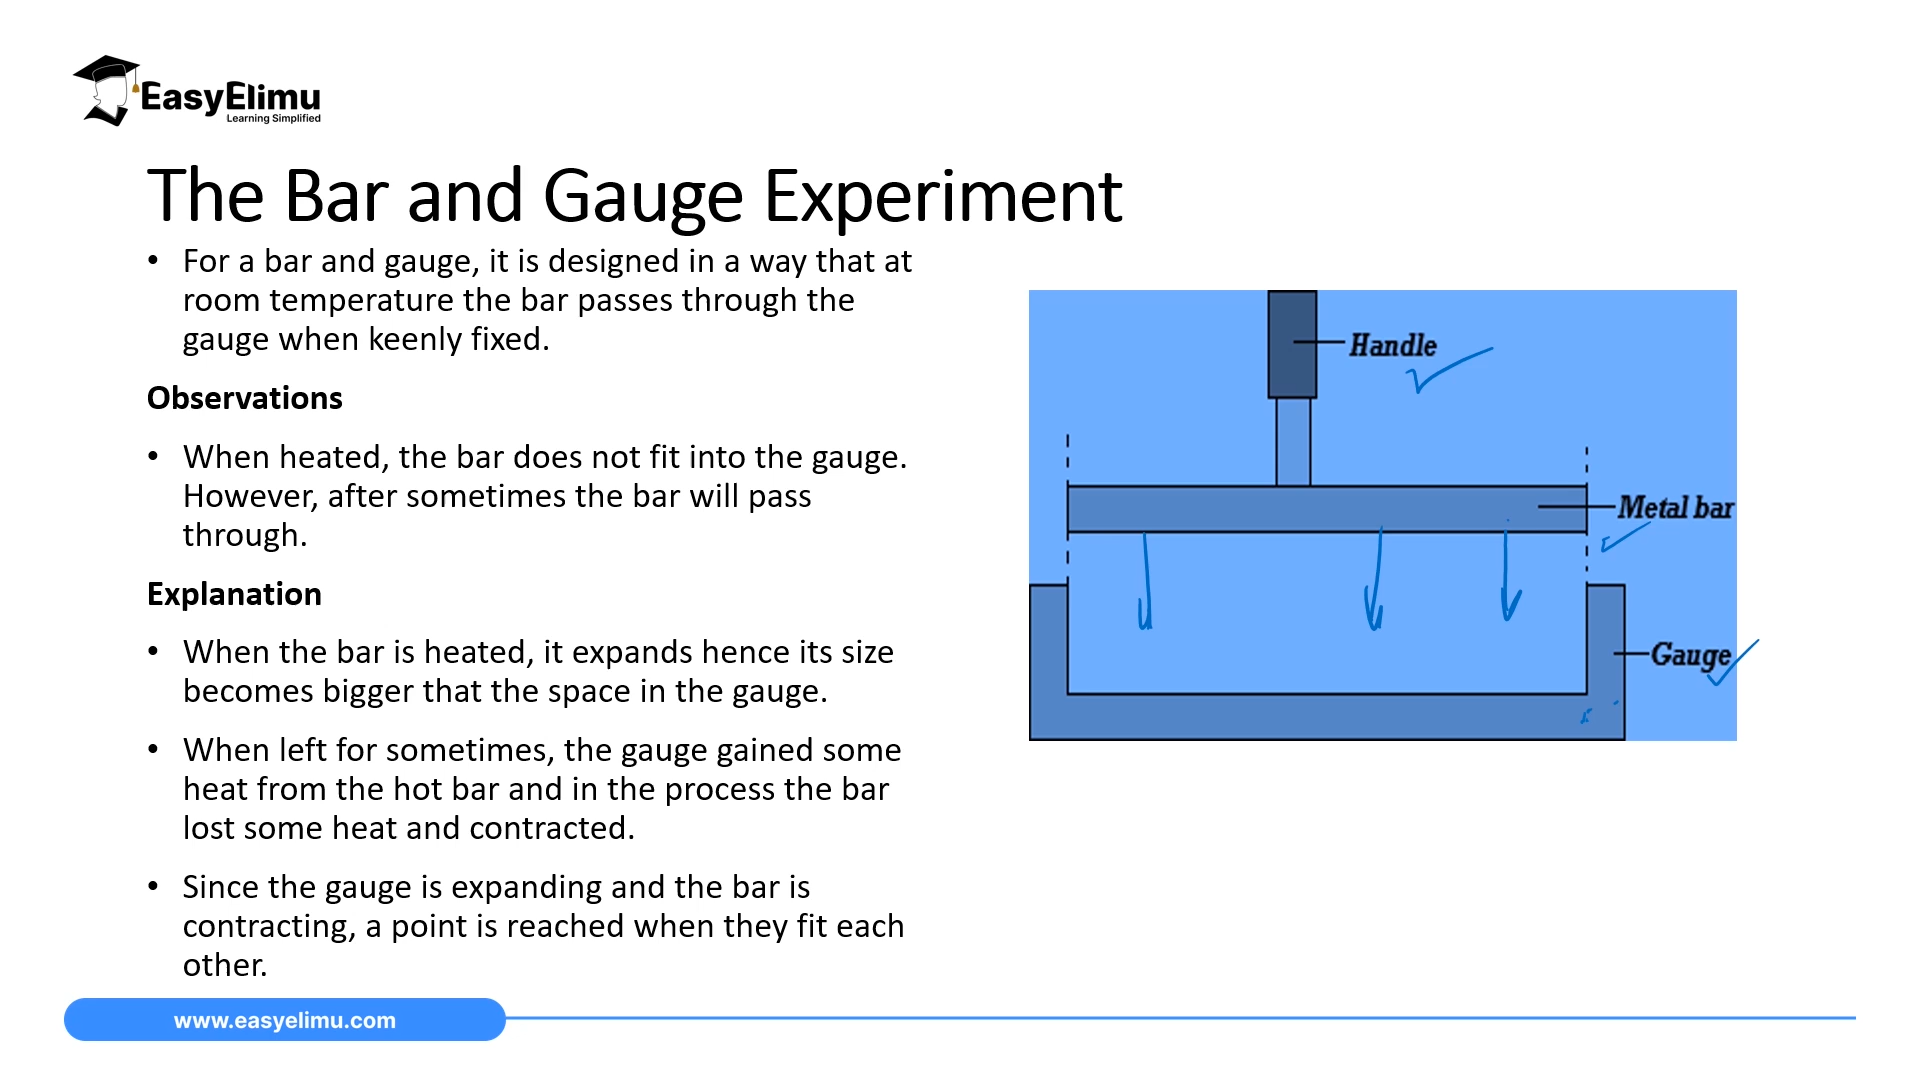 EasyElimu
Learning Simplified
The Bar and Gauge Experiment
• For a bar and gauge, it is designed in a way that at
room temperature the bar passes through the
gauge when keenly fixed.
Observations
• When heated, the bar does not fit into the gauge.
However, after sometimes the bar will pass
through.
Explanation
• When the bar is heated, it expands hence its size
becomes bigger that the space in the gauge.
• When left for sometimes, the gauge gained some
heat from the hot bar and in the process the bar
lost some heat and contracted.
• Since the gauge is expanding and the bar is
contracting, a point is reached when they fit each
other.
Handle
Metal bar
Gauge
www.easyelimu.com